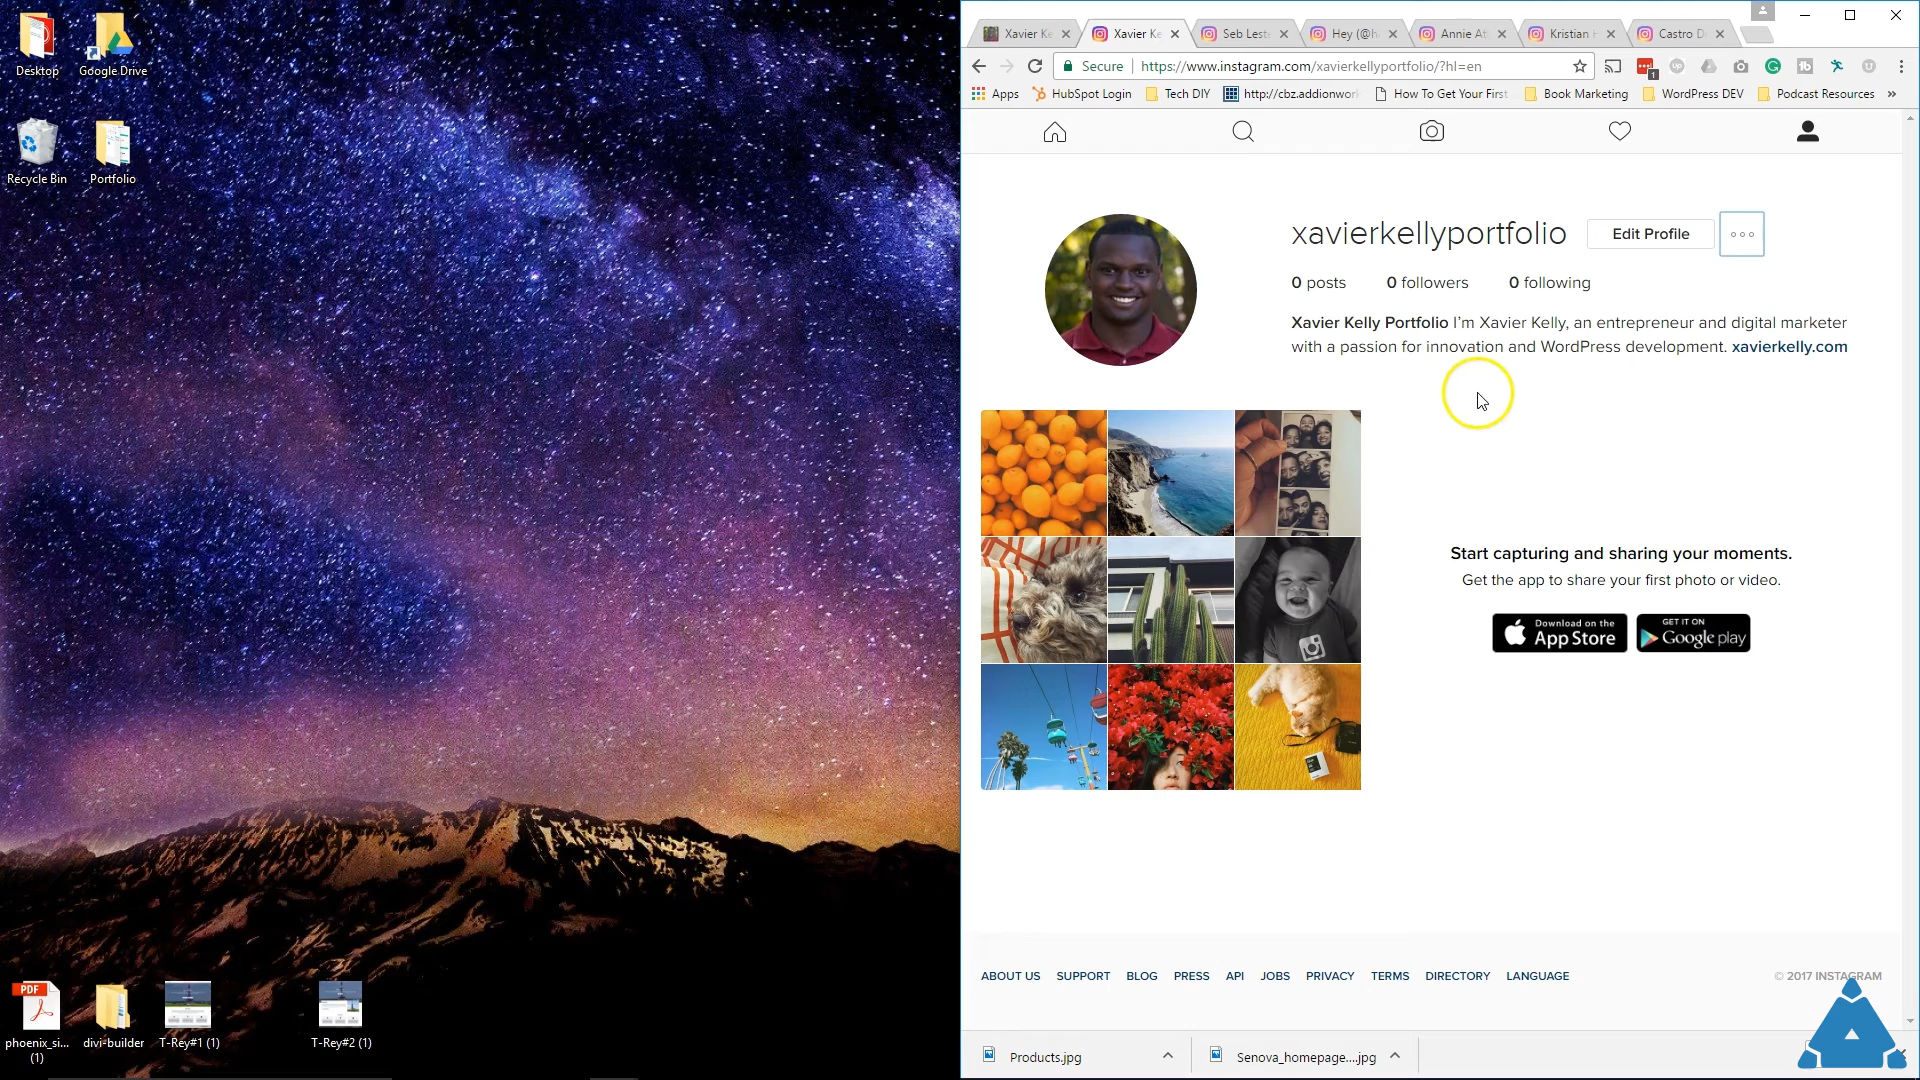 Desktop
Google Drive
Recycle Bin
Portfolio
PDF
phoenix_si...
(1)
divi-builder
T-Rey#1 (1)
T-Rey#2 (1)
Xavier Ke
Xavier Ke
Seb Leste
Hey (@h
Annie At
Kristian H
Castro D
Secure
https://www.instagram.com/xavierkellyportfolio/?hl=en
1
Apps
HubSpot Login
Tech DIY
http://cbz.addionwor
How To Get Your First
Book Marketing
WordPress DEV
Podcast Resources
»
xavierkellyportfolio
Edit Profile
0 posts
0 followers
0 following
Xavier Kelly Portfolio I'm Xavier Kelly, an entrepreneur and digital marketer
with a passion for innovation and WordPress development. xavierkelly.com
Start capturing and sharing your moments.
Get the app to share your first photo or video.
Download on the
App Store
GET IT ON
Google play
ABOUT US
SUPPORT
BLOG
PRESS
API
JOBS
PRIVACY
TERMS
DIRECTORY
LANGUAGE
© 2017 INSTAGRAM
Products.jpg
Senova_homepage....jpg